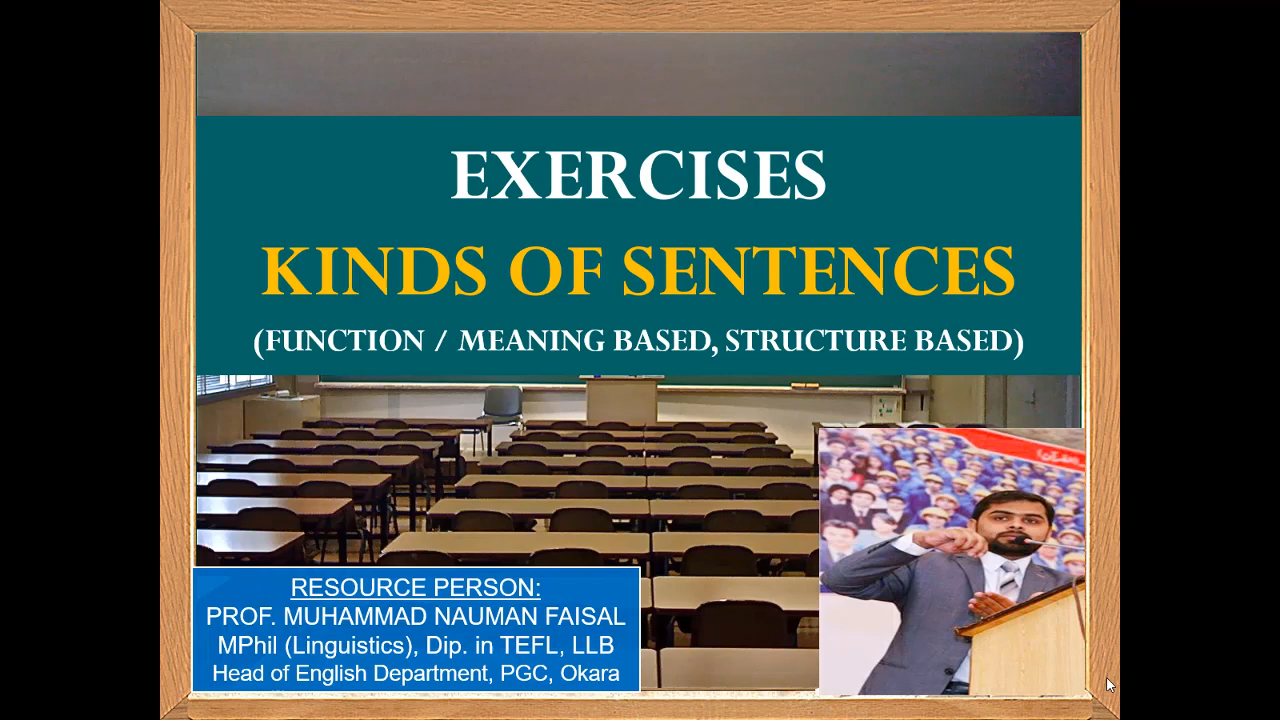 EXERCISES
KINDS OF SENTENCES
(FUNCTION / MEANING BASED, STRUCTURE BASED)
RESOURCE PERSON:
PROF. MUHAMMAD NAUMAN FAISAL
MPhil (Linguistics), Dip. in TEFL, LLB
Head of English Department, PGC, Okara